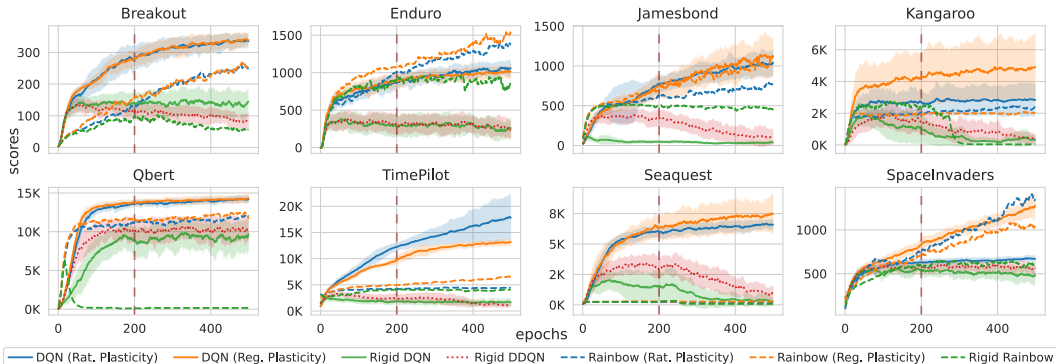 Breakout Enduro Jamesbond Kangaroo
300
200
100
0
1500
1000
500
0
1500
1000
500
0
6K
4K
2K
0K
scores
Qbert TimePilot Seaquest SpaceInvaders
15K
10K
5K
0K
0 200 400
20K
15K
10K
5K
0K
0 200 400
8K
5K
2K
0K
0 200 400
1000
500
0 200 400
epochs
DQN (Rat. Plasticity) DQN (Reg. Plasticity) Rigid DQN Rigid DDQN Rainbow (Rat. Plasticity) Rainbow (Reg. Plasticity) Rigid Rainbow